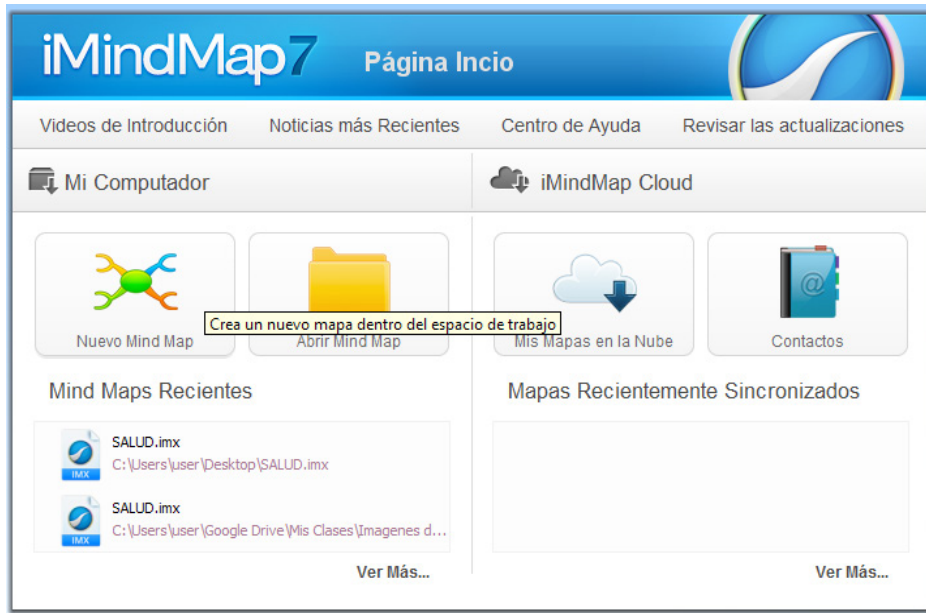 iMindMap7 Página Incio
Videos de Introducción Noticias más Recientes Centro de Ayuda Revisar las actualizaciones
Mi Computador
iMindMap Cloud
Nuevo Mind Map
Abrir Mind Map
Crea un nuevo mapa dentro del espacio de trabajo
Mis Mapas en la Nube
@
Contactos
Mind Maps Recientes
SALUD.imx
C:\Users\user\Desktop\SALUD.imx
IMX
SALUD.imx
C:\Users\user\Google Drive\Mis Clases\Imagenes d...
IMX
Ver Más...
Mapas Recientemente Sincronizados
Ver Más...